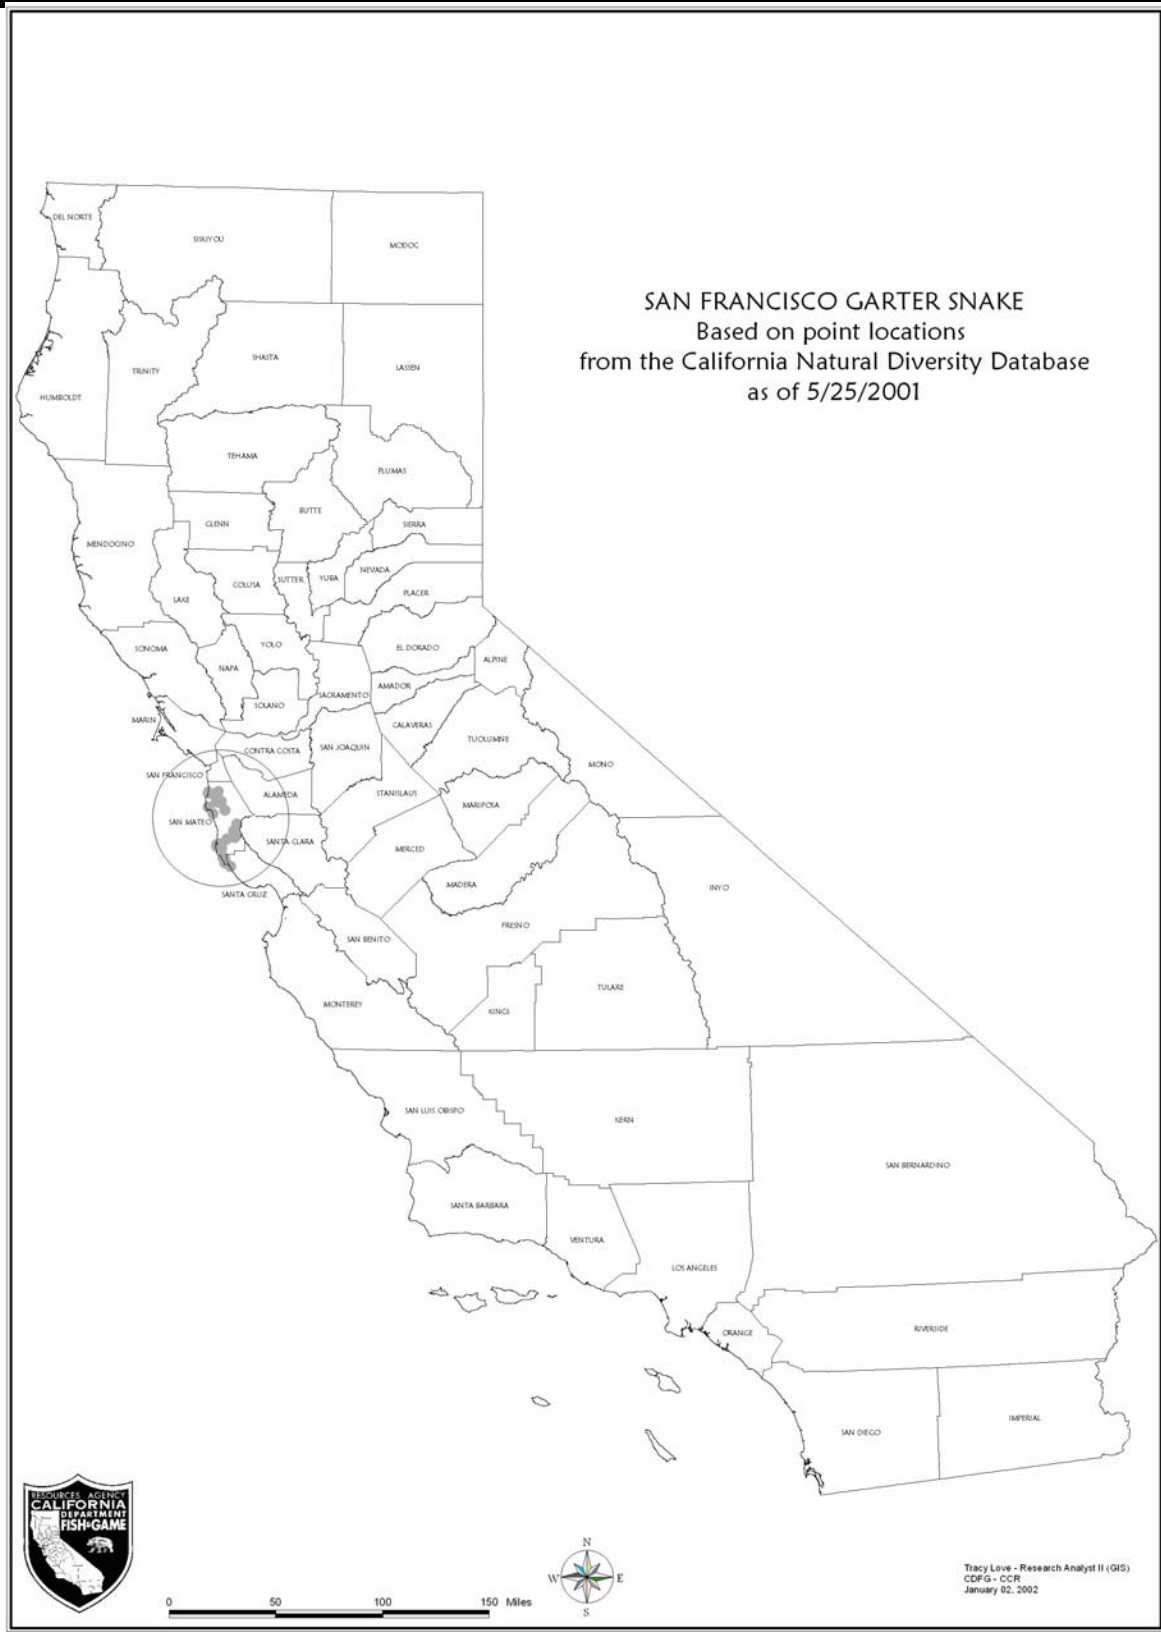 SAN FRANCISCO GARTER SNAKE
Based on point locations
from the California Natural Diversity Database
as of 5/25/2001
DEL NORTE
SISKIYOU
MODOC
SHASTA
LASSEN
TRINITY
HUMBOLDT
TEHAMA
PLUMAS
BUTTE
GLENN
SIERRA
MENDOCINO
NEVADA
YUBA
SUTTER
COLUSA
PLACER
LAKE
YOLO
SONOMA
EL DORADO
ALPINE
NAPA
AMADOR
SACRAMENTO
SOLANO
MARIN
CALAVERAS
TUOLUMNE
SAN JOAQUIN
CONTRA COSTA
MONO
SAN FRANCISCO
ALAMEDA
STANISLAUS
MARIPOSA
SAN MATEO
SANTA CLARA
MERCED
MADERA
INYO
SANTA CRUZ
FRESNO
SAN BENITO
TULARE
MONTEREY
KINGS
SAN LUIS OBISPO
KERN
SAN BERNARDINO
SANTA BARBARA
VENTURA
LOS ANGELES
ORANGE
RIVERSIDE
IMPERIAL
SAN DIEGO
RESOURCES AGENCY
CALIFORNIA
DEPARTMENT
FISH&GAME
N
W E
S
0 50 100 150 Miles
Tracy Love - Research Analyst II (GIS)
CDFG - CCR
January 02, 2002